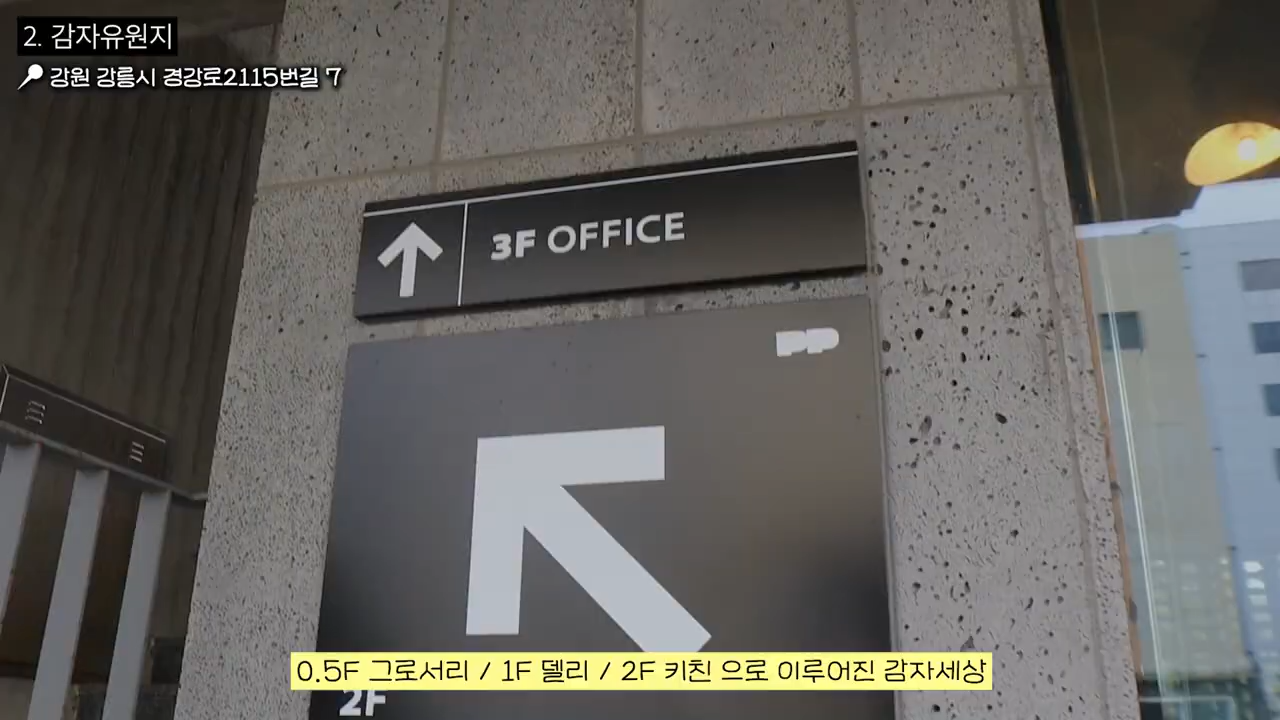 2. 감자유원지
강원 강릉시 경강로2115번길 7
3F OFFICE
PP
0.5F 그로서리 / 1F 델리 / 2F 키친 으로 이루어진 감자세상
2F